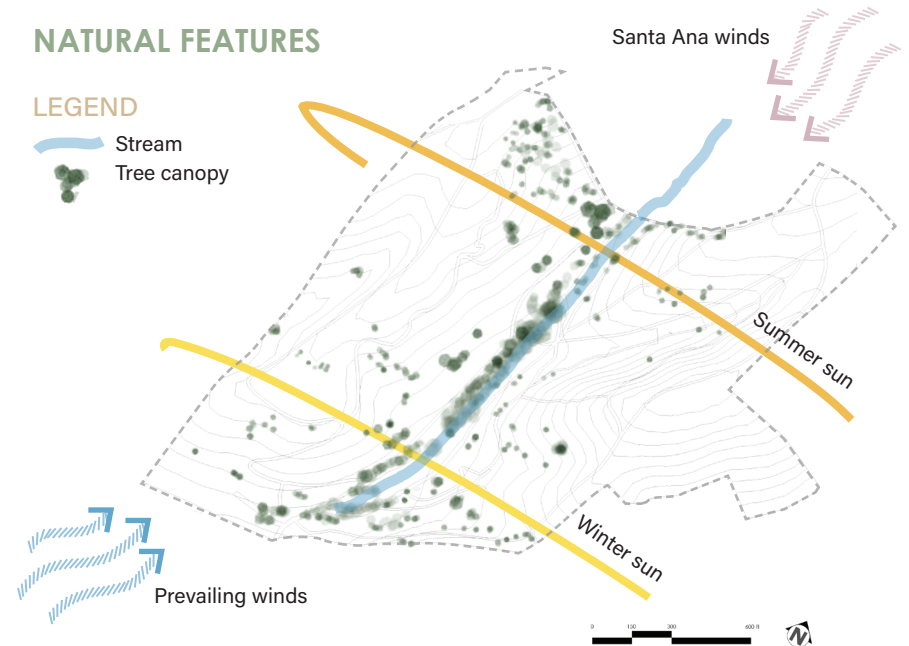 NATURAL FEATURES
Santa Ana winds
LEGEND
Stream
Tree canopy
Summer sun
Winter sun
Prevailing winds
0 150 300 600 ft
N